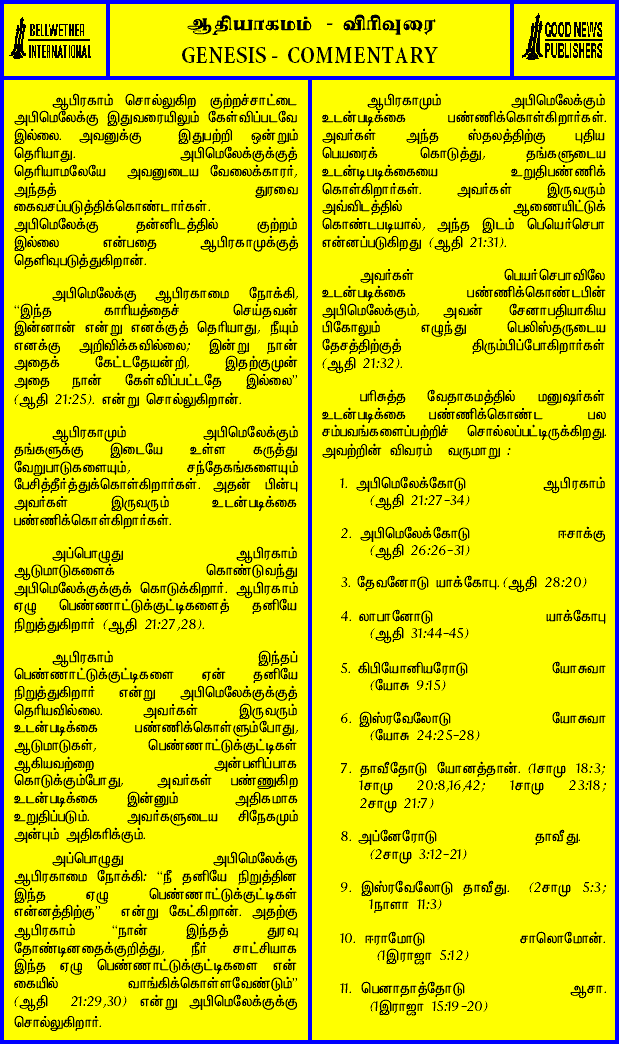 BELLWETHER
INTERNATIONAL
ஆதியாகமம் - விரிவுரை
GENESIS - COMMENTARY
GOOD NEWS
PUBLISHERS
ஆபிரகாம் சொல்லுகிற குற்றச்சாட்டை
அபிமெலேக்கு இதுவரையிலும் கேள்விப்படவே
இல்லை. அவனுக்கு இதுபற்றி ஒன்றும்
தெரியாது. அபிமெலேக்குக்குத்
தெரியாமலேயே அவனுடைய வேலைக்காரர்,
அந்தத் துரவை
கைவசப்படுத்திக்கொண்டார்கள்.
அபிமெலேக்கு தன்னிடத்தில் குற்றம்
இல்லை என்பதை ஆபிரகாமுக்குத்
தெளிவுபடுத்துகிறான்.
அபிமெலேக்கு ஆபிரகாமை நோக்கி,
“இந்த காரியத்தைச் செய்தவன்
இன்னான் என்று எனக்குத் தெரியாது, நீயும்
எனக்கு அறிவிக்கவில்லை; இன்று நான்
அதைக் கேட்டதேயன்றி, இதற்குமுன்
அதை நான் கேள்விப்பட்டதே இல்லை”
(ஆதி 21:25). என்று சொல்லுகிறான்.
ஆபிரகாமும் அபிமெலேக்கும்
தங்களுக்கு இடையே உள்ள கருத்து
வேறுபாடுகளையும், சந்தேகங்களையும்
பேசித்தீர்த்துக்கொள்கிறார்கள். அதன் பின்பு
அவர்கள் இருவரும் உடன்படிக்கை
பண்ணிக்கொள்கிறார்கள்.
அப்பொழுது ஆபிரகாம்
ஆடுமாடுகளைக் கொண்டுவந்து
அபிமெலேக்குக்குக் கொடுக்கிறார். ஆபிரகாம்
ஏழு பெண்ணாட்டுக்குட்டிகளைத் தனியே
நிறுத்துகிறார் (ஆதி 21:27,28).
ஆபிரகாம் இந்தப்
பெண்ணாட்டுக்குட்டிகளை ஏன் தனியே
நிறுத்துகிறார் என்று அபிமெலேக்குக்குத்
தெரியவில்லை. அவர்கள் இருவரும்
உடன்படிக்கை பண்ணிக்கொள்ளும்போது,
ஆடுமாடுகள், பெண்ணாட்டுக்குட்டிகள்
ஆகியவற்றை அன்பளிப்பாக
கொடுக்கும்போது, அவர்கள் பண்ணுகிற
உடன்படிக்கை இன்னும் அதிகமாக
உறுதிப்படும். அவர்களுடைய சிநேகமும்
அன்பும் அதிகரிக்கும்.
அப்பொழுது அபிமெலேக்கு
ஆபிரகாமை நோக்கி: “நீ தனியே நிறுத்தின
இந்த ஏழு பெண்ணாட்டுக்குட்டிகள்
என்னத்திற்கு” என்று கேட்கிறான். அதற்கு
ஆபிரகாம் “நான் இந்தத் துரவு
தோண்டினதைக்குறித்து, நீர் சாட்சியாக
இந்த ஏழு பெண்ணாட்டுக்குட்டிகளை என்
கையில் வாங்கிக்கொள்ளவேண்டும்”
(ஆதி 21:29,30) என்று அபிமெலேக்குக்கு
சொல்லுகிறார்.
ஆபிரகாமும் அபிமெலேக்கும்
உடன்படிக்கை பண்ணிக்கொள்கிறார்கள்.
அவர்கள் அந்த ஸ்தலத்திற்கு புதிய
பெயரைக் கொடுத்து, தங்களுடைய
உடன்டிபடிக்கையை உறுதிபண்ணிக்
கொள்கிறார்கள். அவர்கள் இருவரும்
அவ்விடத்தில் ஆணையிட்டுக்
கொண்டபடியால், அந்த இடம் பெயெர்செபா
என்னப்படுகிறது (ஆதி 21:31).
அவர்கள் பெயர்செபாவிலே
உடன்படிக்கை பண்ணிக்கொண்டபின்
அபிமெலேக்கும், அவன் சேனாபதியாகிய
பிகோலும் எழுந்து பெலிஸ்தருடைய
தேசத்திற்குத் திரும்பிப்போகிறார்கள்
(ஆதி 21:32).
பரிசுத்த வேதாகமத்தில் மனுஷர்கள்
உடன்படிக்கை பண்ணிக்கொண்ட பல
சம்பவங்களைப்பற்றிச் சொல்லப்பட்டிருக்கிறது.
அவற்றின் விவரம் வருமாறு :
1. அபிமெலேக்கோடு ஆபிரகாம்
(ஆதி 21:27-34)
2. அபிமெலேக்கோடு ஈசாக்கு
(ஆதி 26:26-31)
3. தேவனோடு யாக்கோபு. (ஆதி 28:20)
4. லாபானோடு யாக்கோபு
(ஆதி 31:44-45)
5. கிபியோனியரோடு யோசுவா
(யோசு 9:15)
6. இஸ்ரவேலோடு யோசுவா
(யோசு 24:25-28)
7. தாவீதோடு யோனத்தான். (1சாமு 18:3;
1சாமு 20:8,16,42; 1சாமு 23:18;
2சாமு 21:7)
8. அப்னேரோடு தாவீது.
(2சாமு 3:12-21)
9. இஸ்ரவேலோடு தாவீது. (2சாமு 5:3;
1நாளா 11:3)
10. ஈராமோடு சாலொமோன்.
(1இராஜா 5:12)
11. பெனாதாத்தோடு ஆசா.
(1இராஜா 15:19-20)